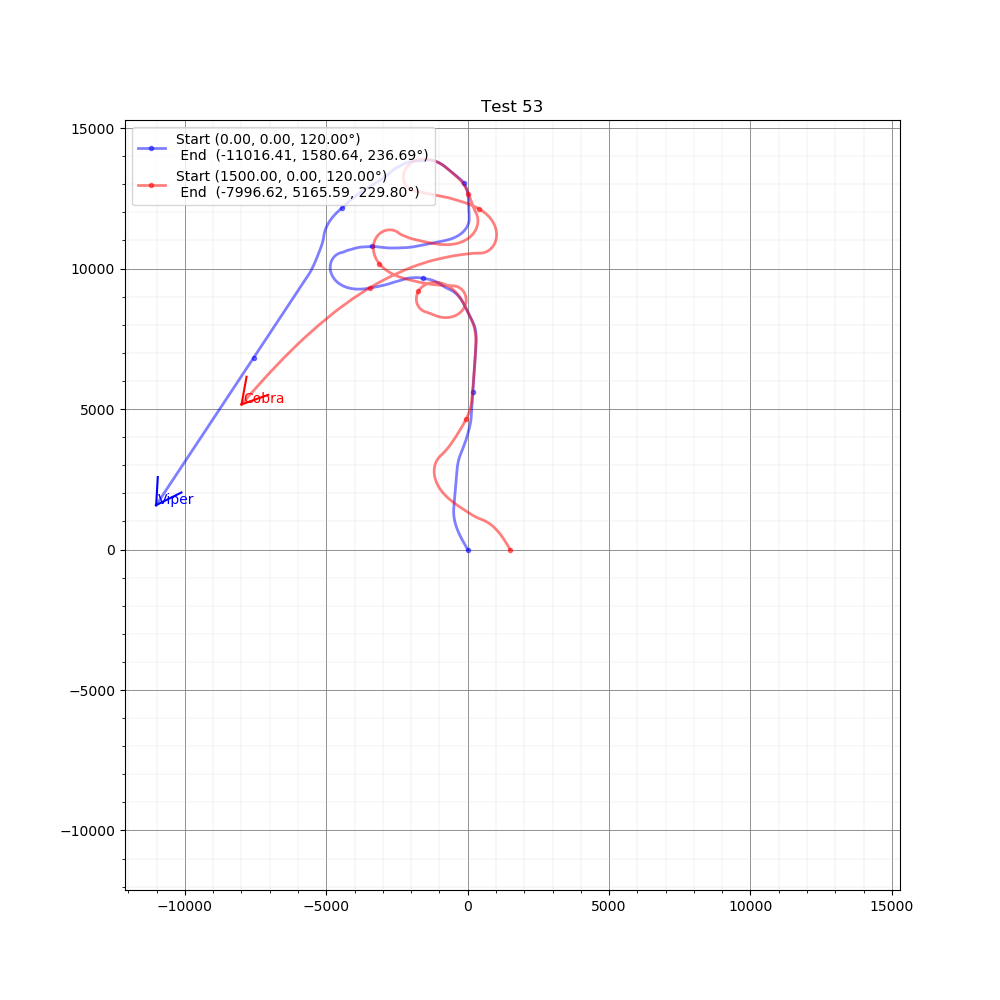 Test 53
Start (0.00, 0.00, 120.00°)
End  (-11016.41, 1580.64, 236.69°)
Start (1500.00, 0.00, 120.00°)
End  (-7996.62, 5165.59, 229.80°)
15000
10000
5000
0
−5000
−10000
Cobra
Viper
−10000
−5000
0
5000
10000
15000